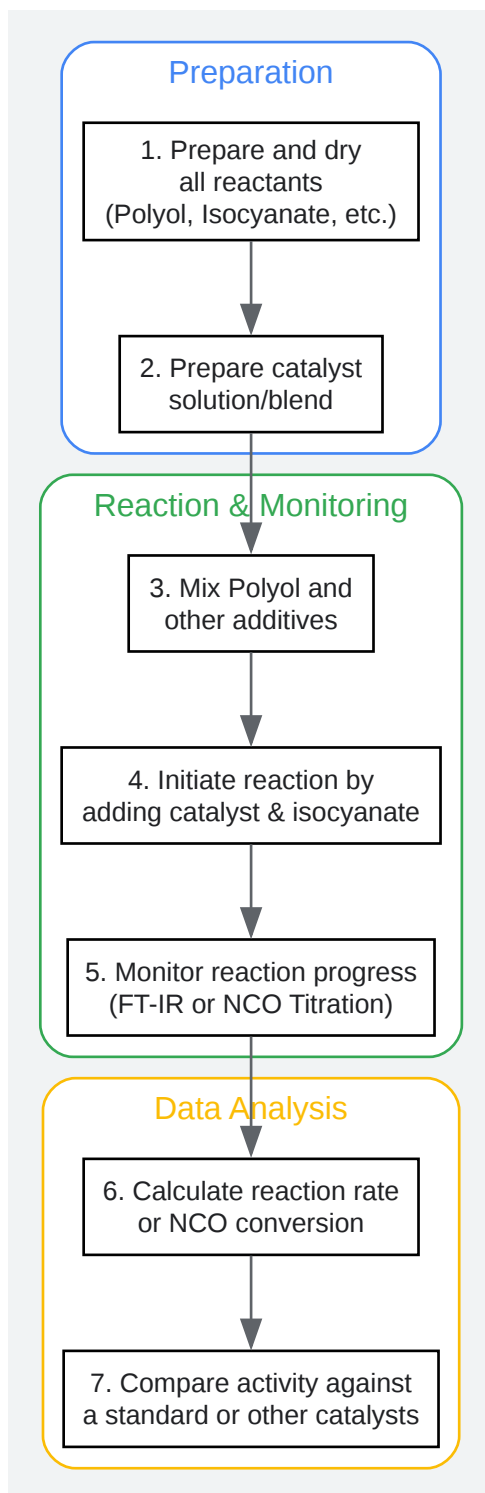 Preparation
1. Prepare and dry
all reactants
(Polyol, Isocyanate, etc.)
2. Prepare catalyst
solution/blend
Reaction & Monitoring
3. Mix Polyol and
other additives
4. Initiate reaction by
adding catalyst & isocyanate
5. Monitor reaction progress
(FT-IR or NCO Titration)
Data Analysis
6. Calculate reaction rate
or NCO conversion
7. Compare activity against
a standard or other catalysts